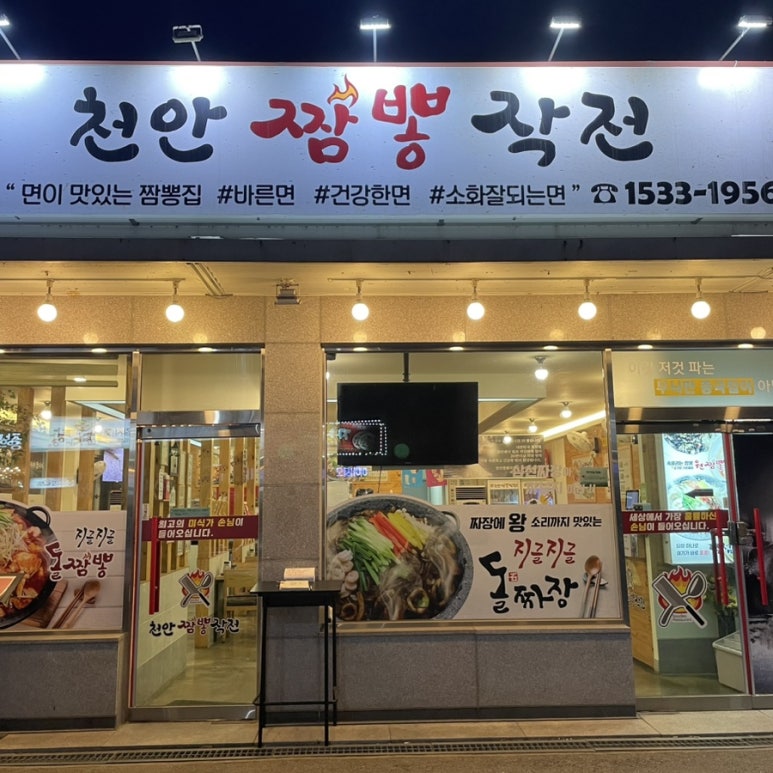 천안 짬뽕 작전
“ 면이 맛있는 짬뽕집 #바른면 #건강한면 #소화잘되는면 ” ☎ 1533-1956
저것 파는
최고의 미식가 손님이
들어오십니다.
지글지글
돌짬뽕
천안 짬뽕 작전
짜장에 왕 소리까지 맛있는
지글지글
돌짜장
세상에서 가장 훌륭하신
손님이 들어오십니다.